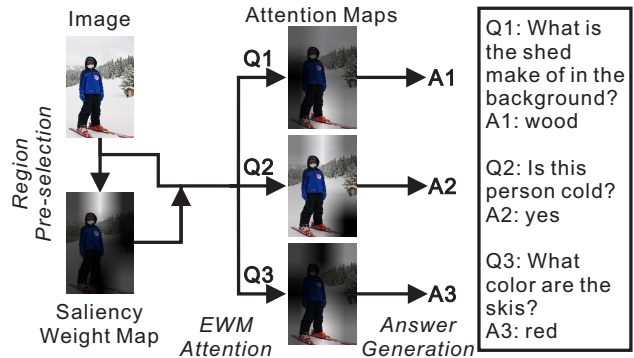 Image
Attention Maps
Q1
A1
Q2
A2
Q3
A3
Region
Pre-selection
Saliency
Weight Map
EWM
Attention
Answer
Generation
Q1: What is
the shed
make of in the
background?
A1: wood
Q2: Is this
person cold?
A2: yes
Q3: What
color are the
skis?
A3: red